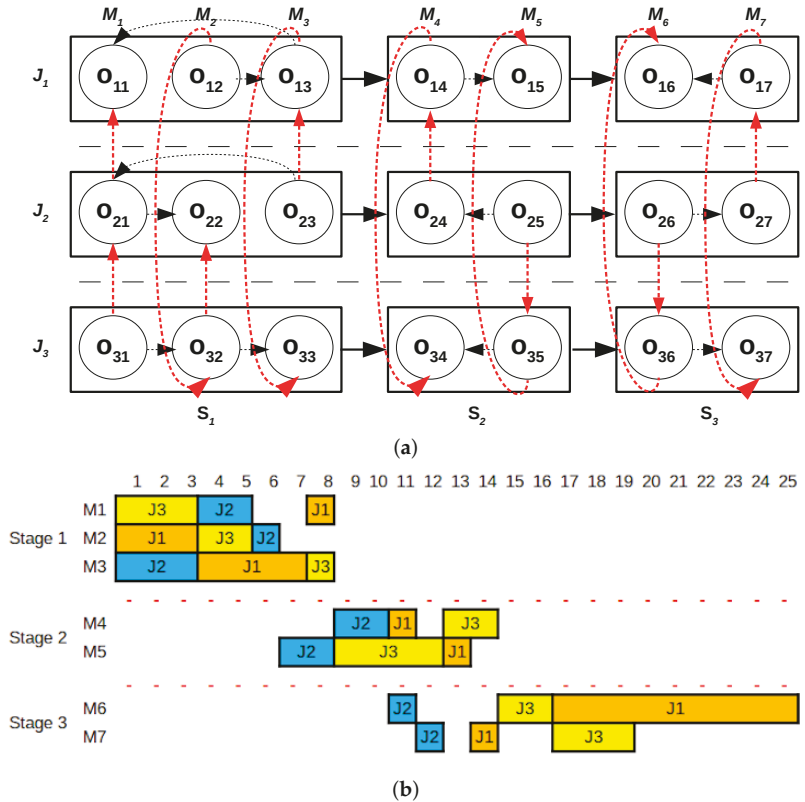 M1 M2 M3 M4 M5 M6 M7
J1 O11 O12 O13 O14 O15 O16 O17
J2 O21 O22 O23 O24 O25 O26 O27
J3 O31 O32 O33 O34 O35 O36 O37
S1 S2 S3
(a)
1 2 3 4 5 6 7 8 9 10 11 12 13 14 15 16 17 18 19 20 21 22 23 24 25
M1 J3 J2 J1
Stage 1 M2 J1 J3 J2
M3 J2 J1 J3
M4 J2 J1 J3
Stage 2
M5 J2 J3 J1
M6 J2 J3 J1
Stage 3
M7 J2 J1 J3
(b)